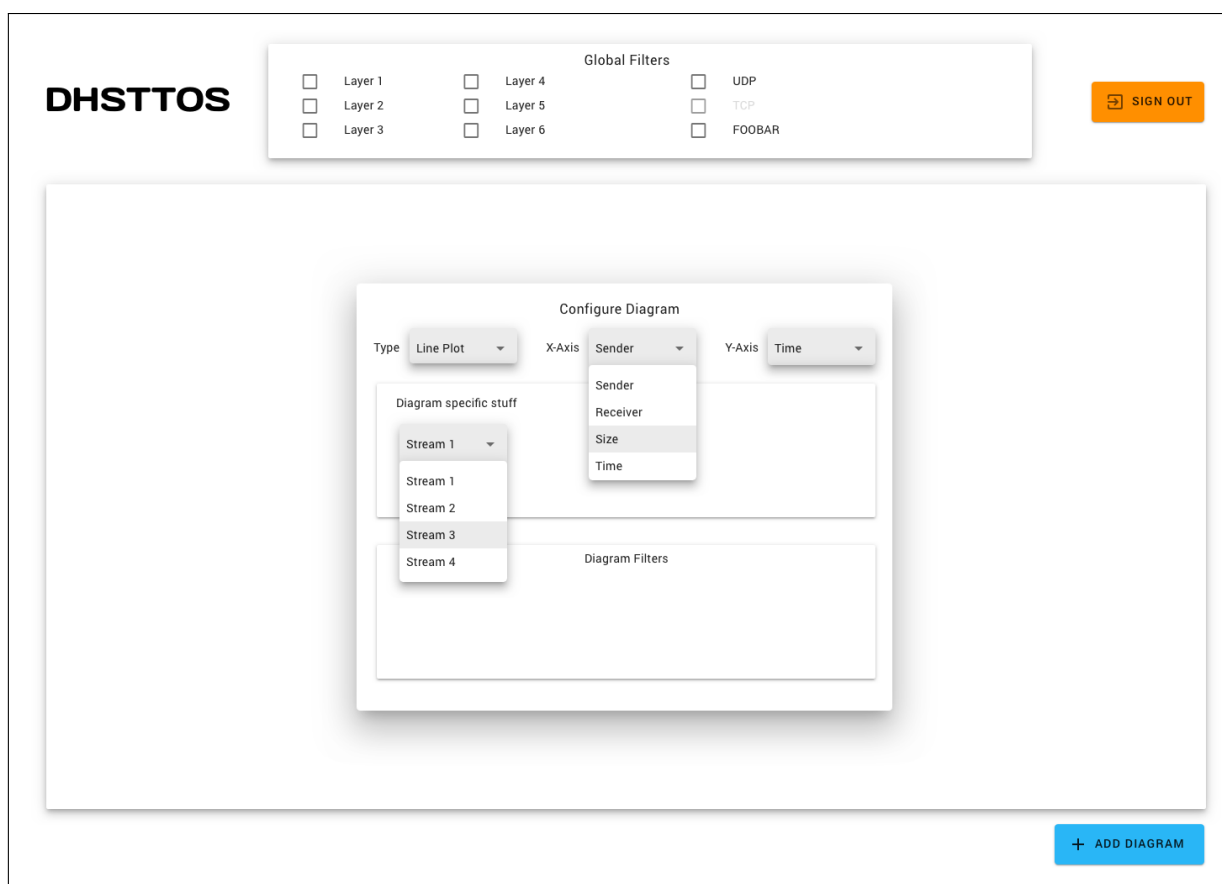 Global Filters
DHSTTOS
Layer 1 Layer 4 UDP
Layer 2 Layer 5 TCP
Layer 3 Layer 6 FOOBAR
SIGN OUT
Configure Diagram
Type Line Plot X-Axis Sender Y-Axis Time
Sender
Receiver
Size
Time
Diagram specific stuff
Stream 1
Stream 1
Stream 2
Stream 3
Stream 4
Diagram Filters
ADD DIAGRAM